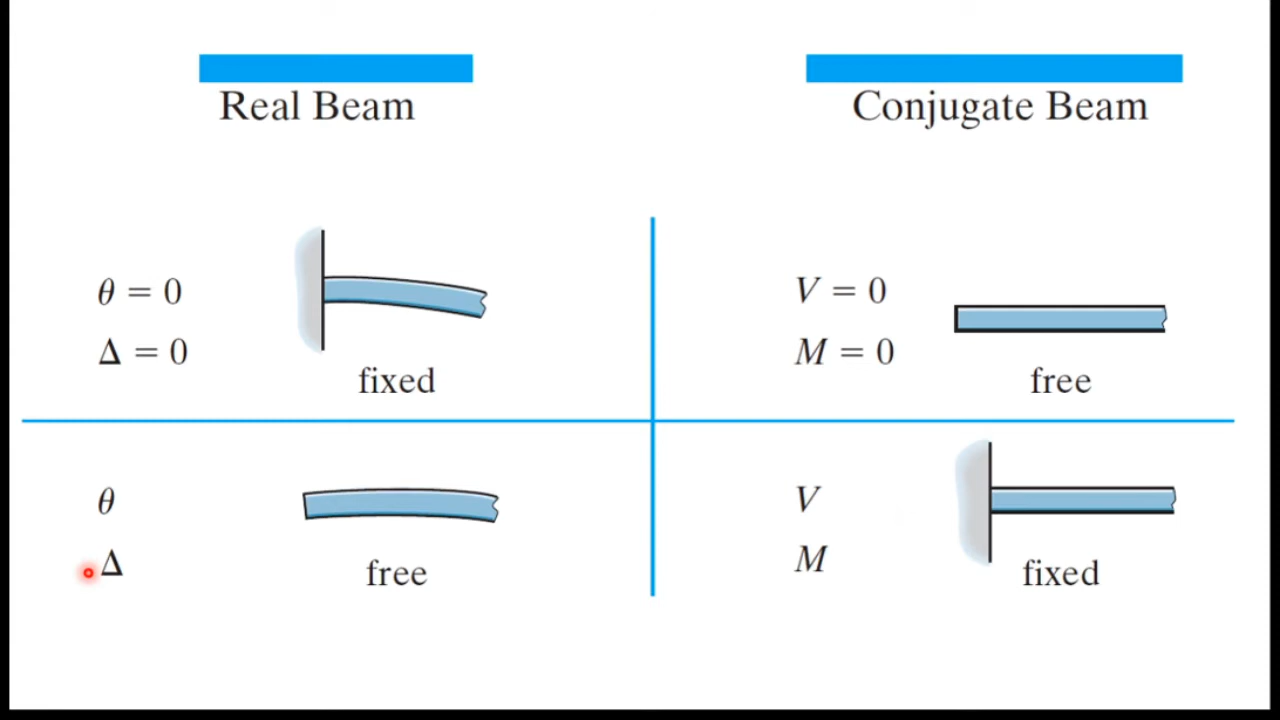 Real Beam
Conjugate Beam
θ = 0
Δ = 0
fixed
V = 0
M = 0
free
θ
Δ
free
V
M
fixed